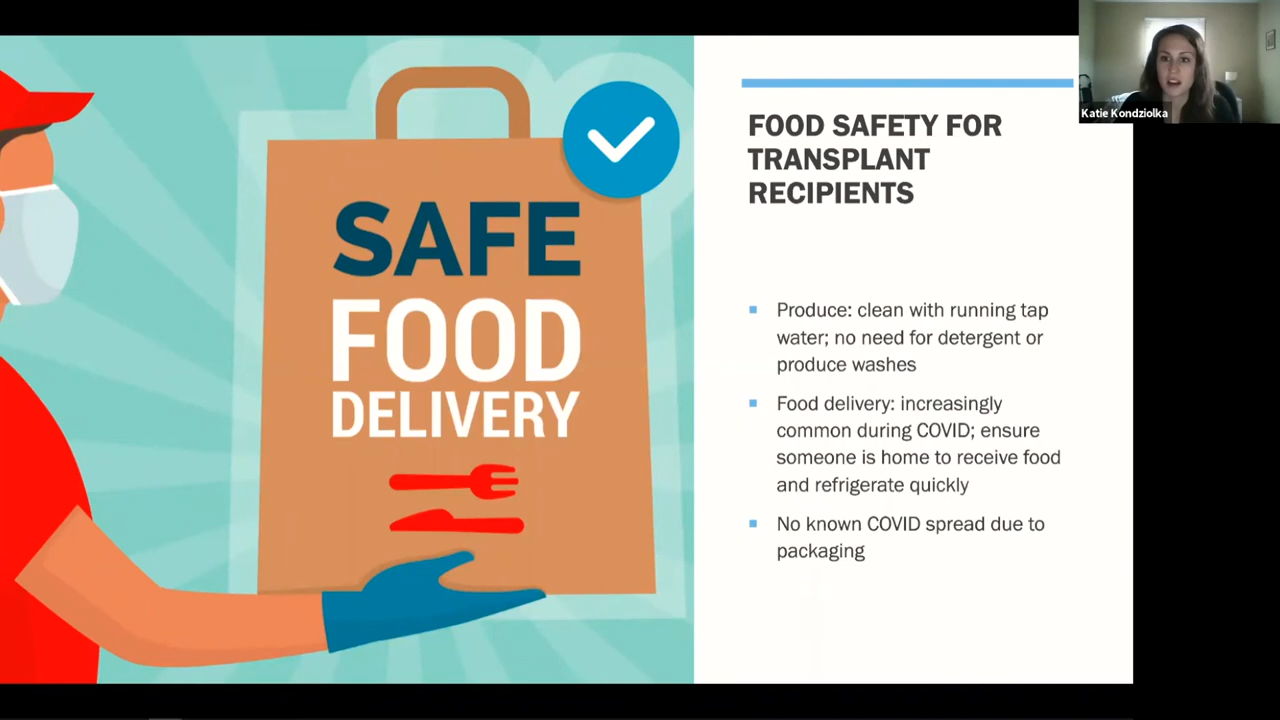 SAFE
FOOD
DELIVERY
FOOD SAFETY FOR
TRANSPLANT
RECIPIENTS
Produce: clean with running tap
water; no need for detergent or
produce washes
Food delivery: increasingly
common during COVID; ensure
someone is home to receive food
and refrigerate quickly
No known COVID spread due to
packaging
Katie Kondziolka